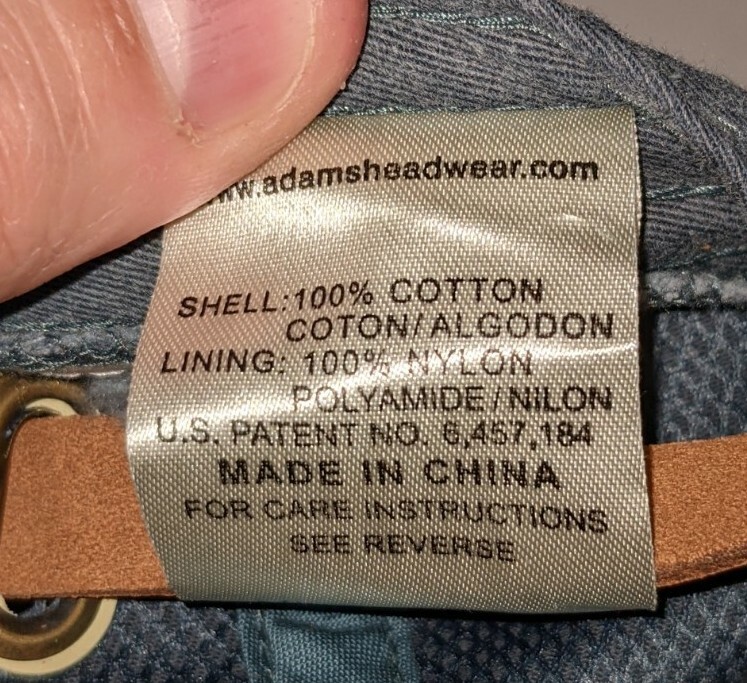 www.adamsheadwear.com
SHELL:100% COTTON
COTON/ALGODON
LINING: 100% NYLON
POLYAMIDE/NILON
U.S. PATENT NO. 6,457,184
MADE IN CHINA
FOR CARE INSTRUCTIONS
SEE REVERSE